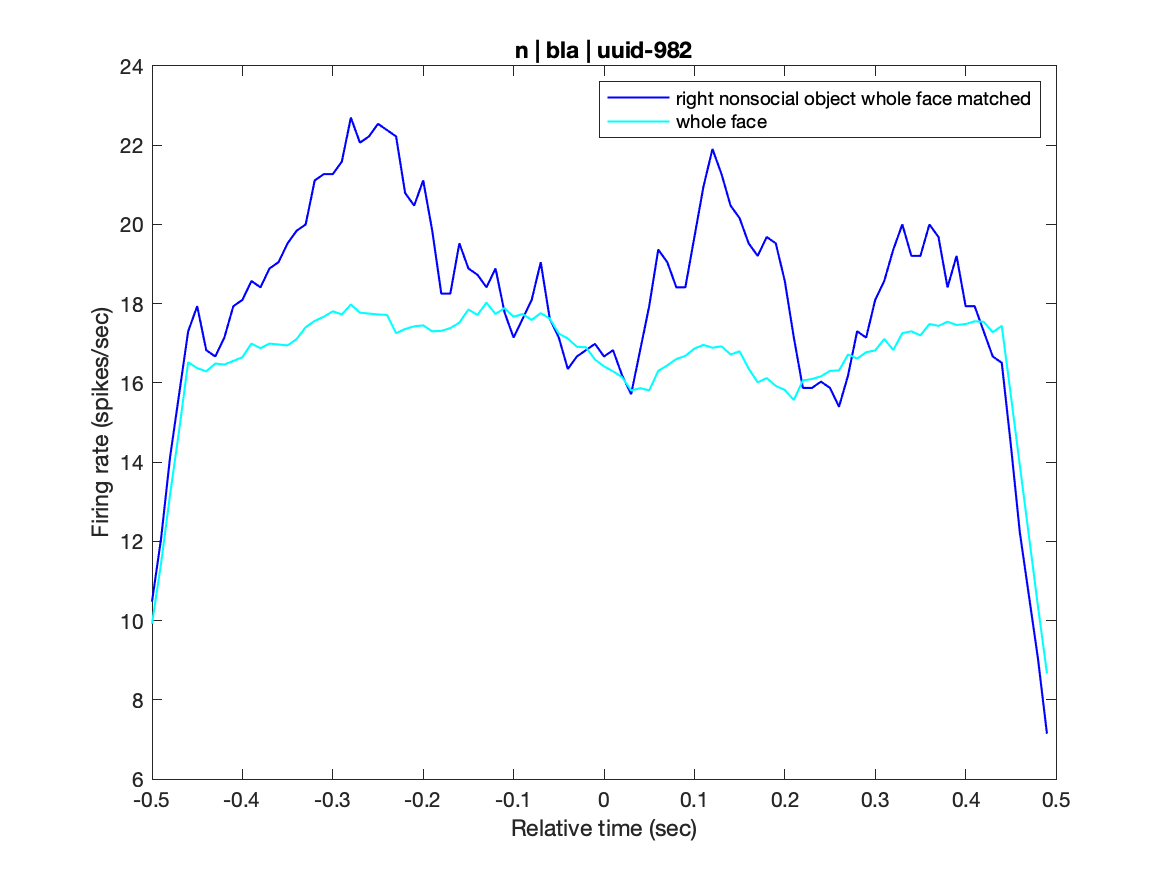 n | bla | uuid-982
24
22
20
18
16
14
12
10
8
6
Firing rate (spikes/sec)
right nonsocial object whole face matched
whole face
-0.5 -0.4 -0.3 -0.2 -0.1 0 0.1 0.2 0.3 0.4 0.5
Relative time (sec)